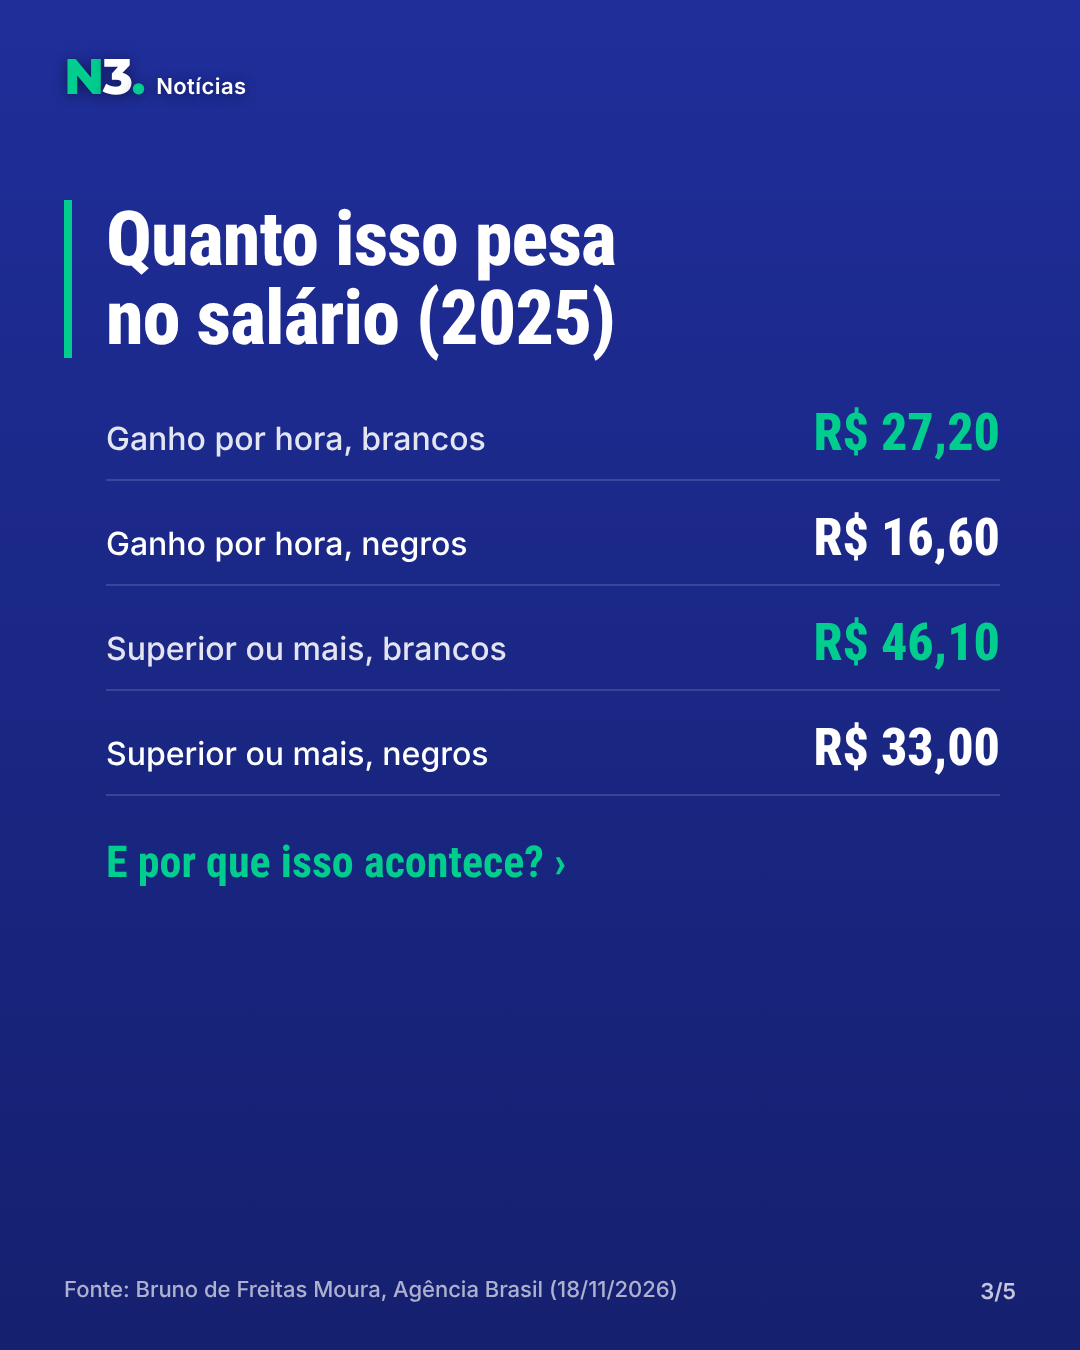 N3. Notícias
Quanto isso pesa
no salário (2025)
Ganho por hora, brancos R$ 27,20
Ganho por hora, negros R$ 16,60
Superior ou mais, brancos R$ 46,10
Superior ou mais, negros R$ 33,00
E por que isso acontece? ›
Fonte: Bruno de Freitas Moura, Agência Brasil (18/11/2026) 3/5